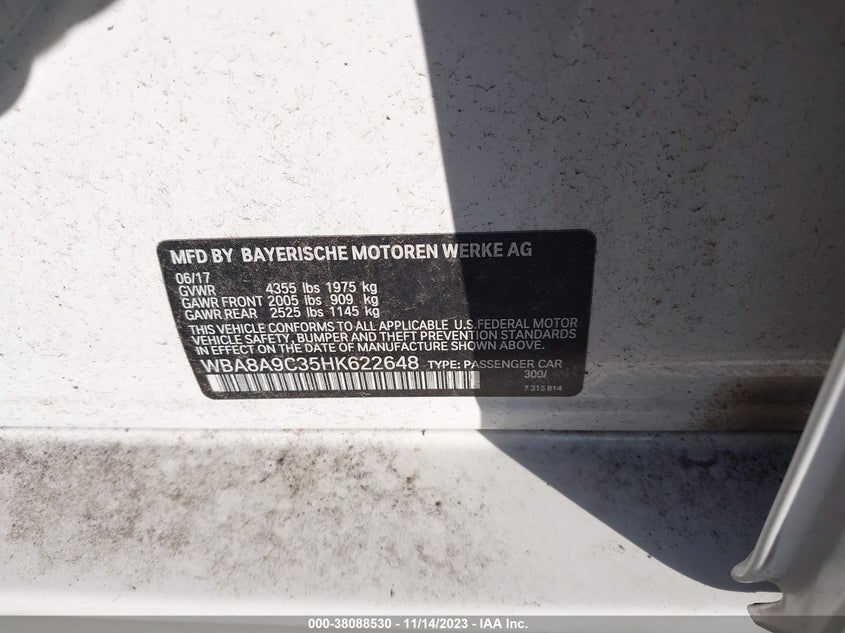 MFD BY BAYERISCHE MOTOREN WERKE AG
06/17
GVWR 4355 lbs 1975 kg
GAWR FRONT 2005 lbs 909 kg
GAWR REAR 2525 lbs 1145 kg
THIS VEHICLE CONFORMS TO ALL APPLICABLE U.S.FEDERAL MOTOR
VEHICLE SAFETY, BUMPER AND THEFT PREVENTION STANDARDS
IN EFFECT ON THE DATE OF MANUFACTURE SHOWN ABOVE.
WBA8A9C35HK622648 TYPE: PASSENGER CAR
300/
7 315 814
000-38088530 - 11/14/2023 - IAA Inc.